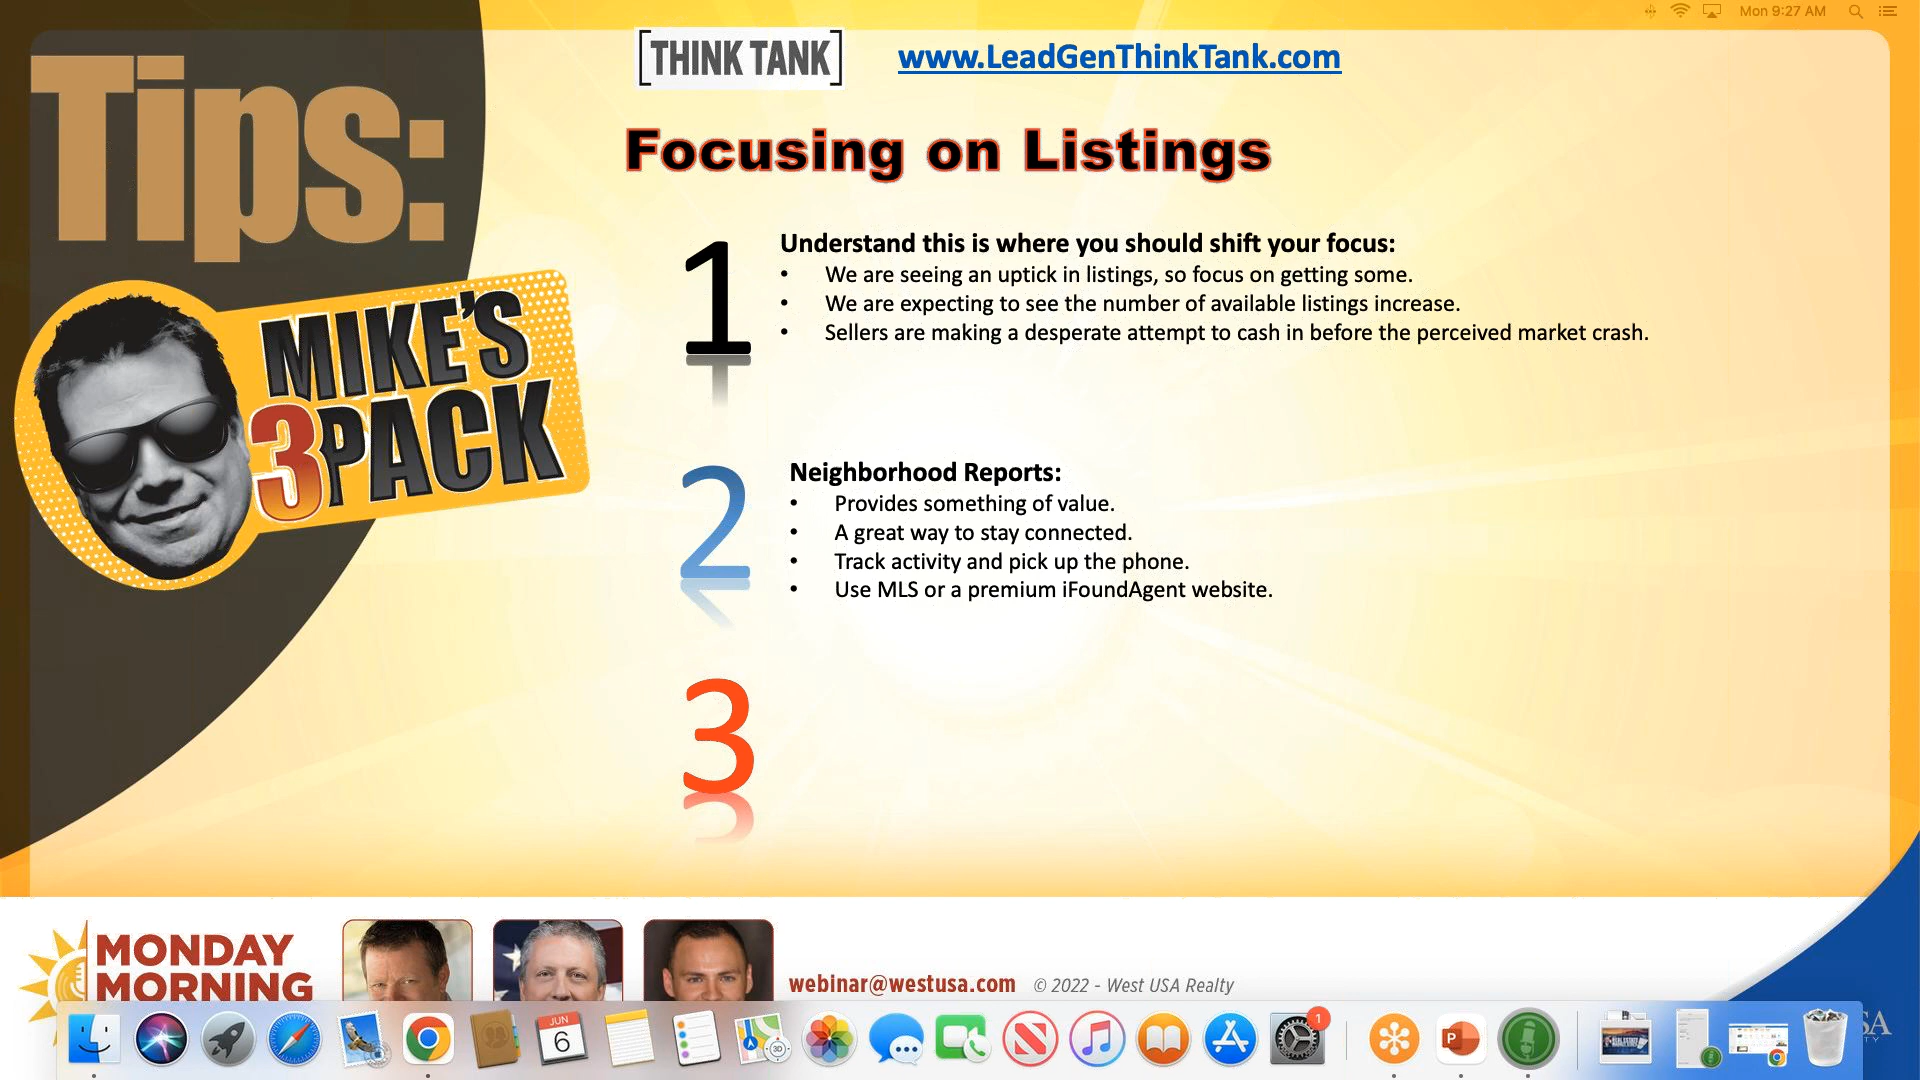 Mon 9:27 AM
[THINK TANK]
www.LeadGenThinkTank.com
Tips:
Focusing on Listings
MIKE'S
3PACK
1
Understand this is where you should shift your focus:
• We are seeing an uptick in listings, so focus on getting some.
• We are expecting to see the number of available listings increase.
• Sellers are making a desperate attempt to cash in before the perceived market crash.
2
Neighborhood Reports:
• Provides something of value.
• A great way to stay connected.
• Track activity and pick up the phone.
• Use MLS or a premium iFoundAgent website.
3
MONDAY
MORNING
webinar@westusa.com © 2022 - West USA Realty
JUN
6
3D
1
P
SA
TY